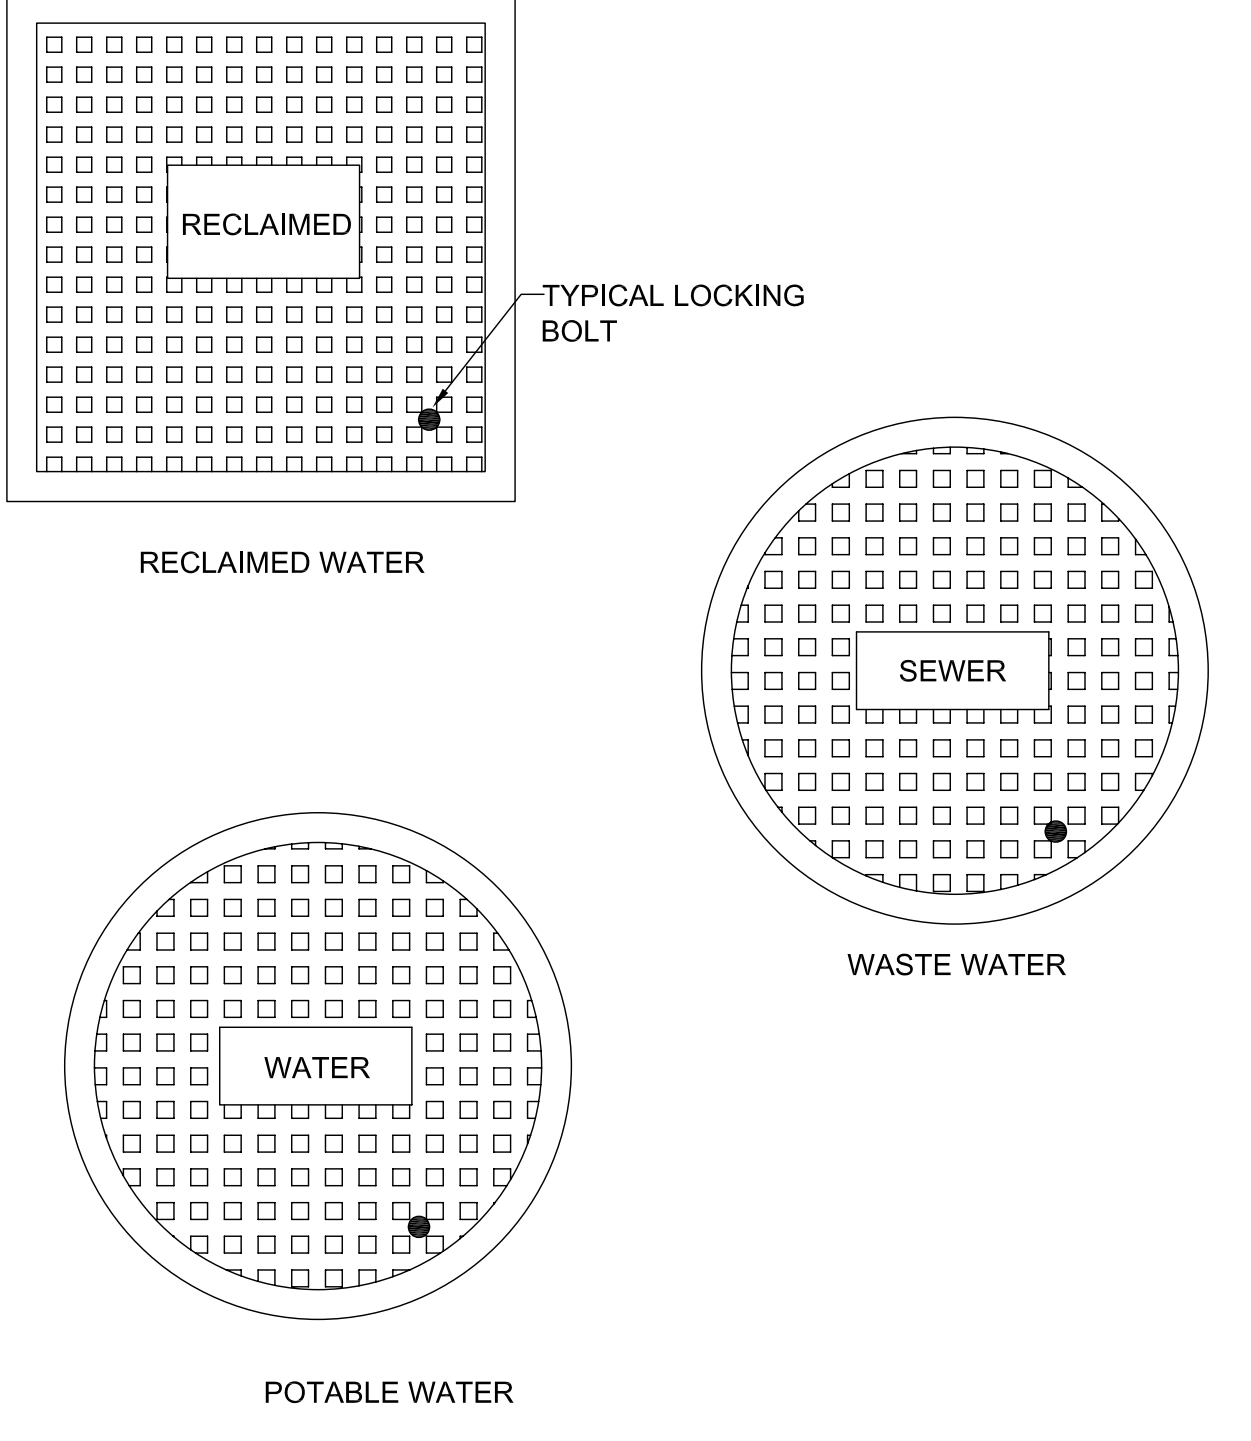 RECLAIMED
TYPICAL LOCKING
BOLT
RECLAIMED WATER
SEWER
WASTE WATER
WATER
POTABLE WATER